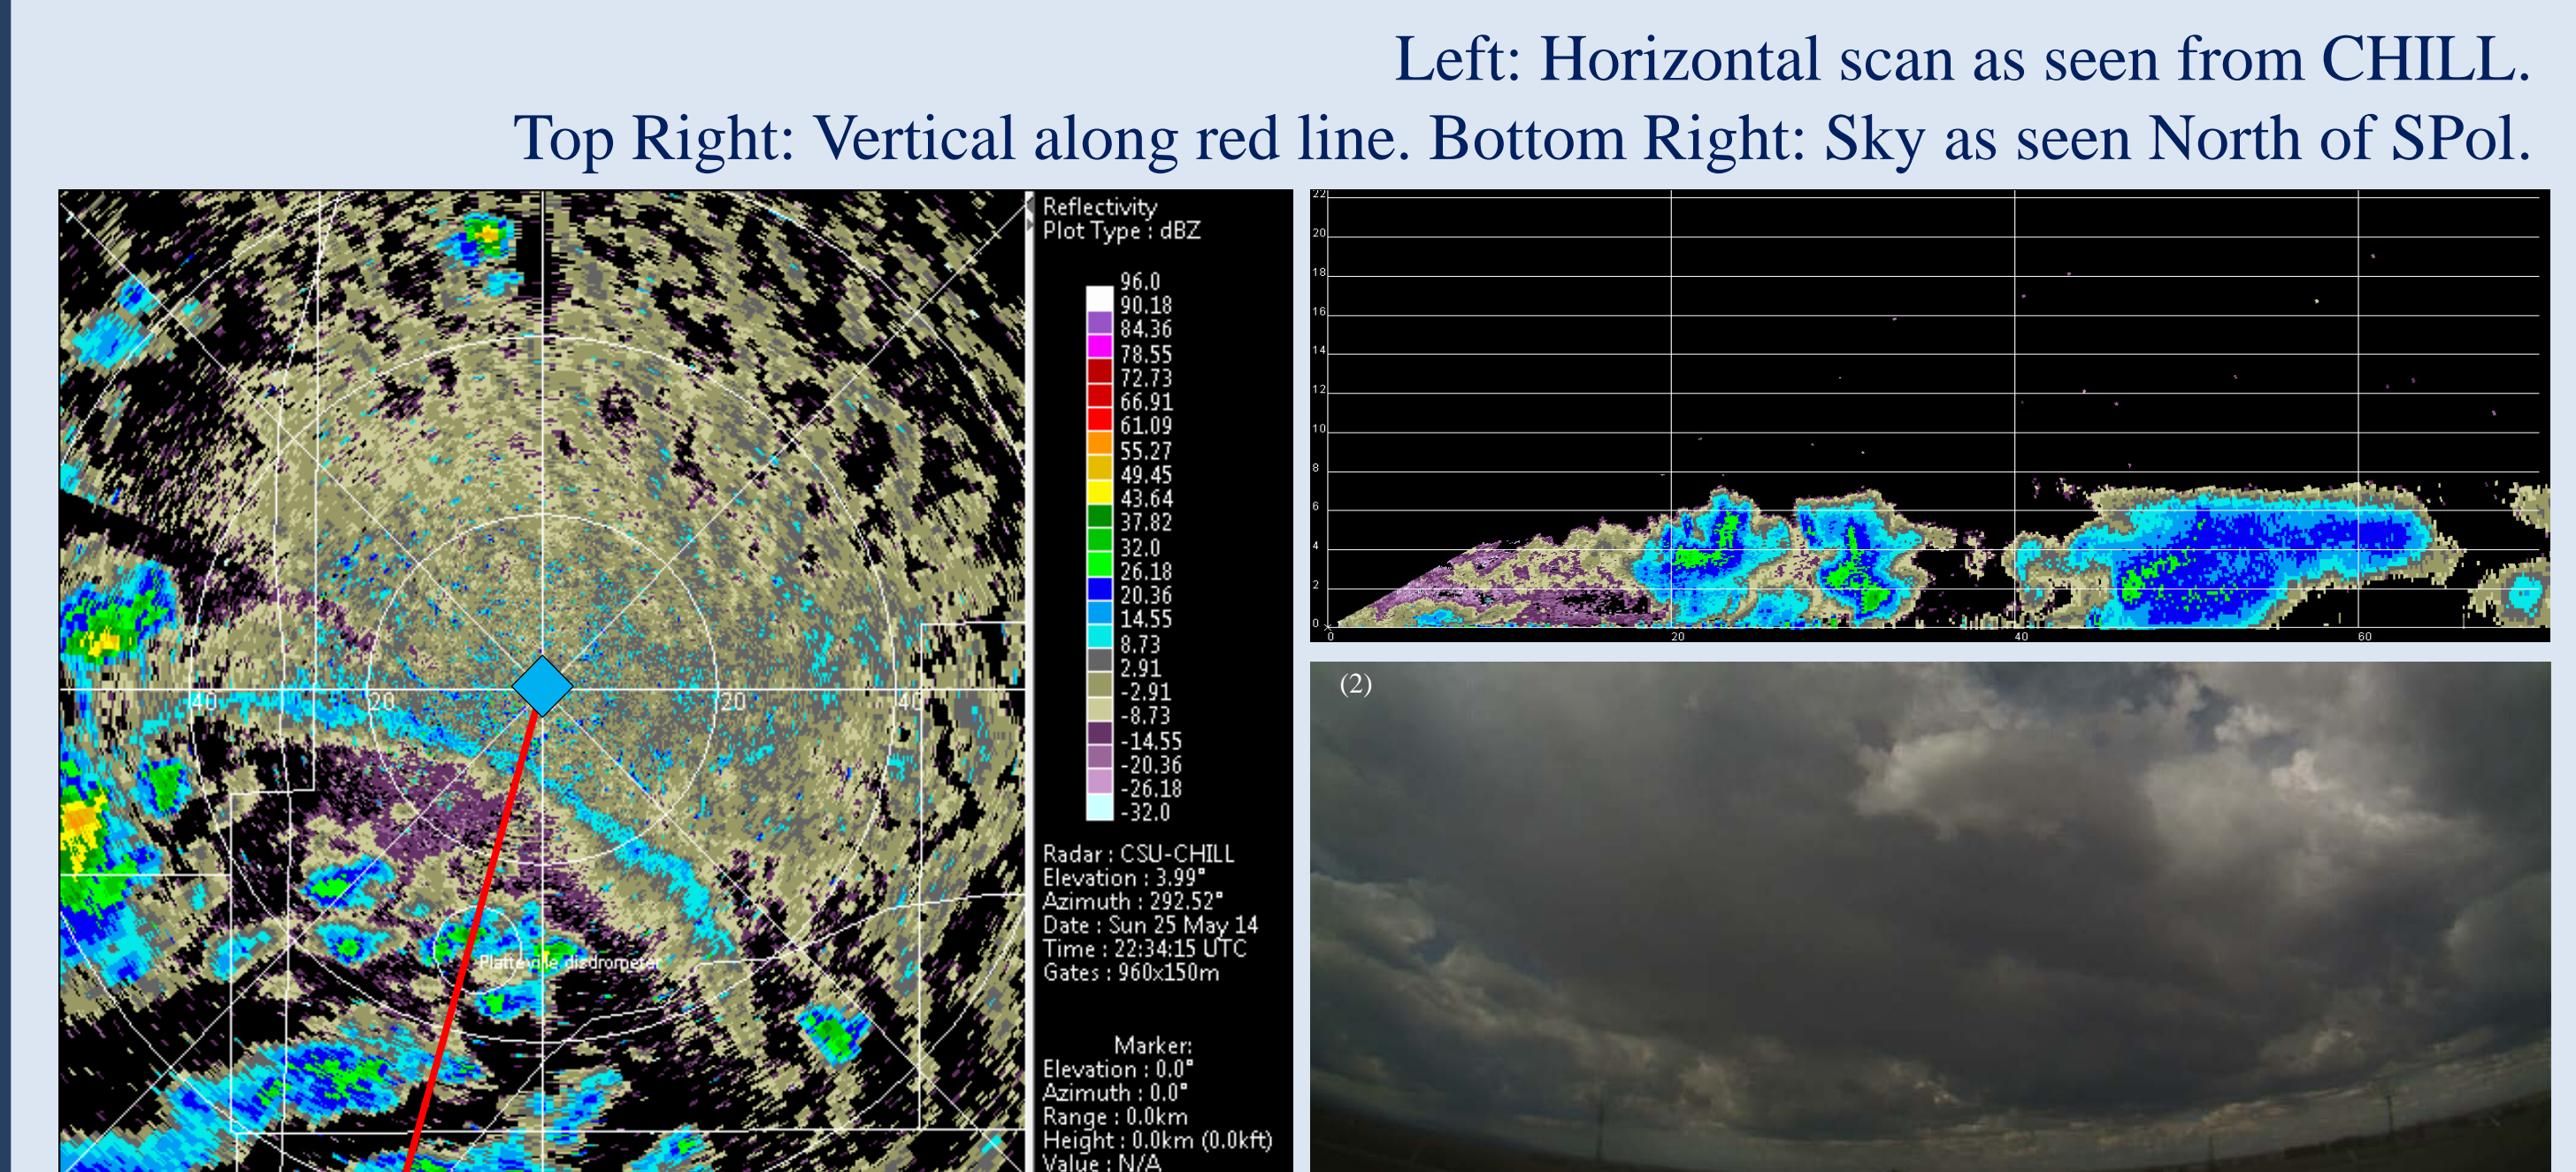 Left: Horizontal scan as seen from CHILL.
Top Right: Vertical along red line. Bottom Right: Sky as seen North of SPol.
Reflectivity
Plot Type : dBZ
96.0
90.18
84.36
78.55
72.73
66.91
61.09
55.27
49.45
43.64
37.82
32.0
26.18
20.36
14.55
8.73
2.91
-2.91
-8.73
-14.55
-20.36
-26.18
-32.0
Radar : CSU-CHILL
Elevation : 3.99°
Azimuth : 292.52°
Date : Sun 25 May 14
Time : 22:34:15 UTC
Gates : 960x150m
Marker:
Elevation : 0.0°
Azimuth : 0.0°
Range : 0.0km
Height : 0.0km (0.0kft)
Value : N/A
40 20 20 40
Platteville disdrometer
22
20
18
16
14
12
10
8
6
4
2
0
0 20 40 60
(2)